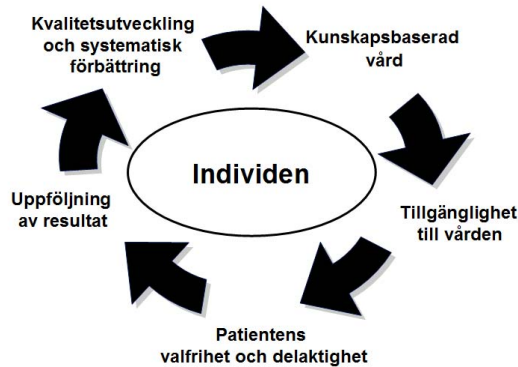 Kvalitetsutveckling
och systematisk
förbättring
Kunskapsbaserad
vård
Individen
Tillgänglighet
till vården
Uppföljning
av resultat
Patientens
valfrihet och delaktighet